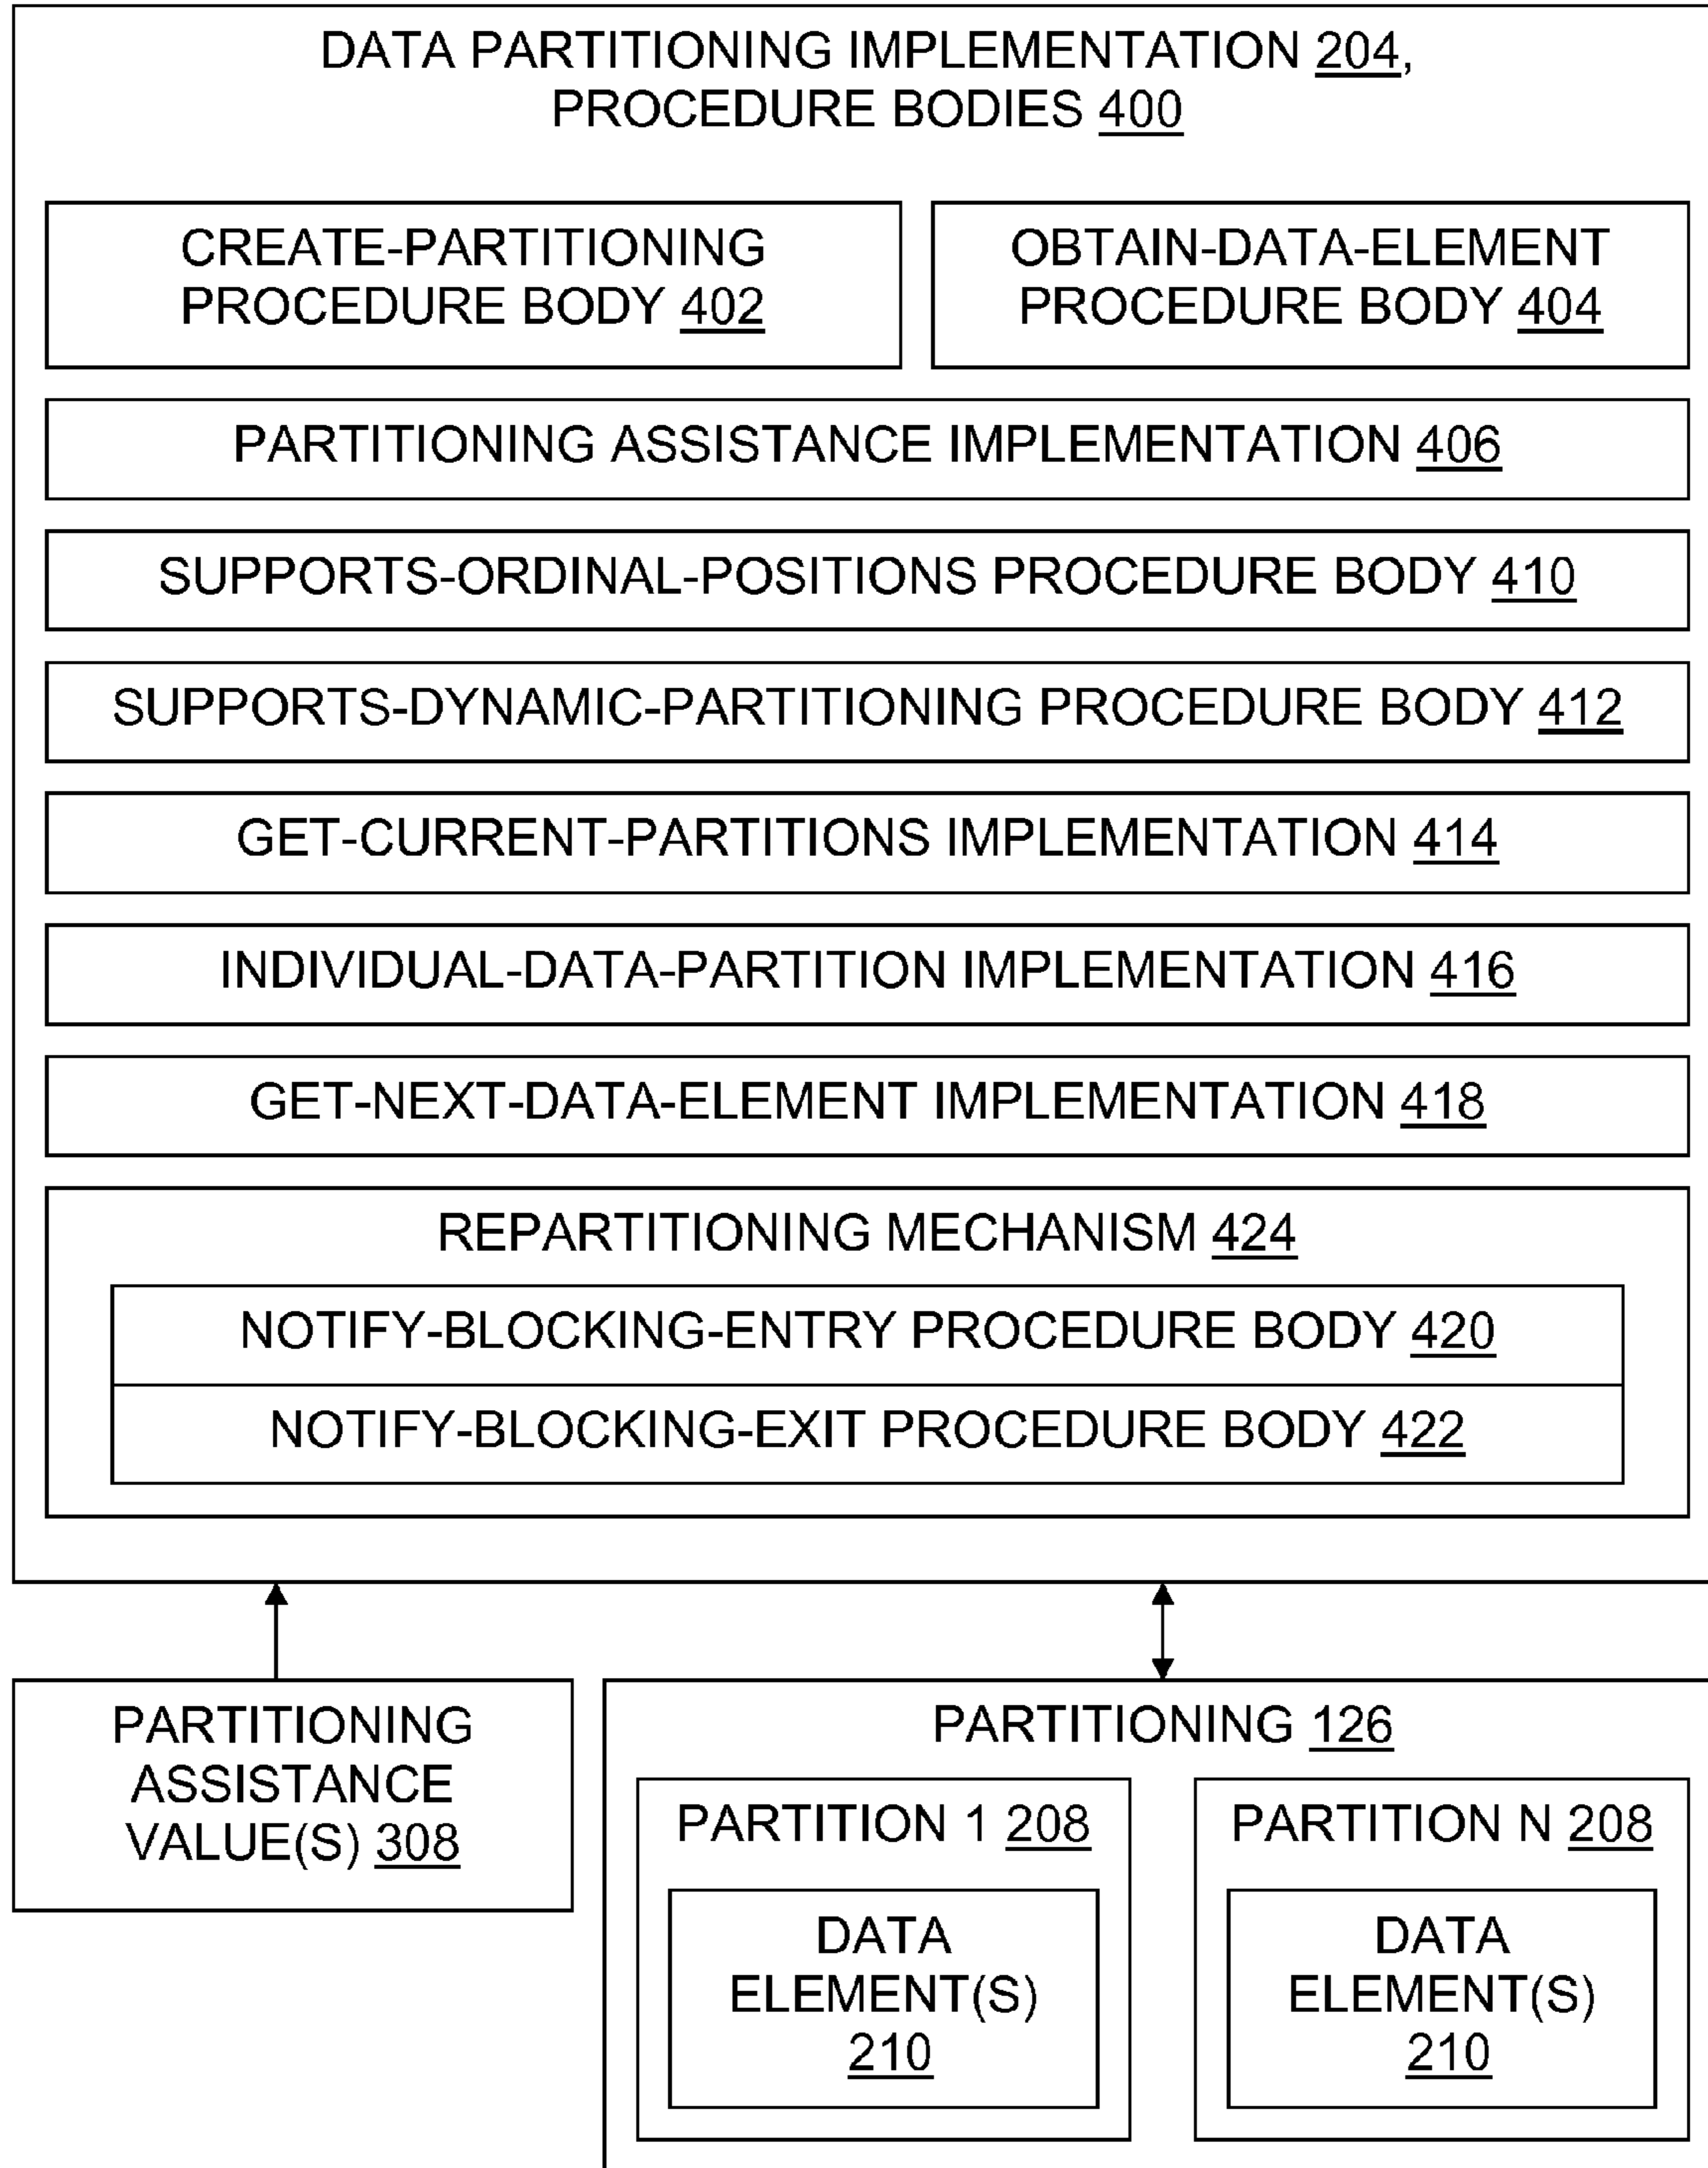 DATA PARTITIONING IMPLEMENTATION 204,
PROCEDURE BODIES 400
CREATE-PARTITIONING
PROCEDURE BODY 402
OBTAIN-DATA-ELEMENT
PROCEDURE BODY 404
PARTITIONING ASSISTANCE IMPLEMENTATION 406
SUPPORTS-ORDINAL-POSITIONS PROCEDURE BODY 410
SUPPORTS-DYNAMIC-PARTITIONING PROCEDURE BODY 412
GET-CURRENT-PARTITIONS IMPLEMENTATION 414
INDIVIDUAL-DATA-PARTITION IMPLEMENTATION 416
GET-NEXT-DATA-ELEMENT IMPLEMENTATION 418
REPARTITIONING MECHANISM 424
NOTIFY-BLOCKING-ENTRY PROCEDURE BODY 420
NOTIFY-BLOCKING-EXIT PROCEDURE BODY 422
PARTITIONING
ASSISTANCE
VALUE(S) 308
PARTITIONING 126
PARTITION 1 208
DATA
ELEMENT(S)
210
PARTITION N 208
DATA
ELEMENT(S)
210